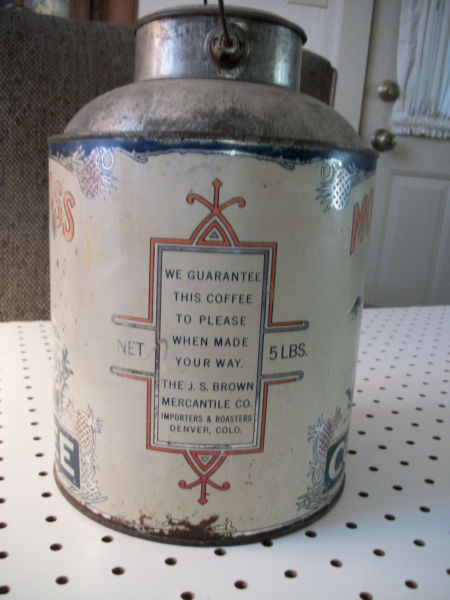 WE GUARANTEE
THIS COFFEE
TO PLEASE
WHEN MADE
YOUR WAY.
NET 5 LBS.
THE J. S. BROWN
MERCANTILE CO.
IMPORTERS & ROASTERS
DENVER, COLO.